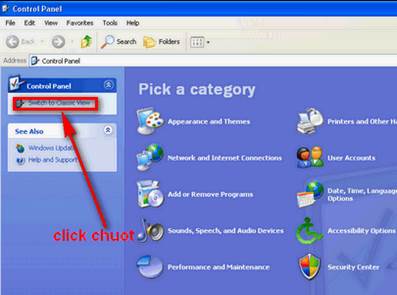 Control Panel
File Edit View Favorites Tools Help
Back Search Folders
Address Control Panel
Control Panel
Switch to Classic View
See Also
Windows Update
Help and Support
click chuot
Pick a category
Appearance and Themes
Printers and Other Ha
Network and Internet Connections
User Accounts
Add or Remove Programs
Date, Time, Language
Options
Sounds, Speech, and Audio Devices
Accessibility Options
Performance and Maintenance
Security Center